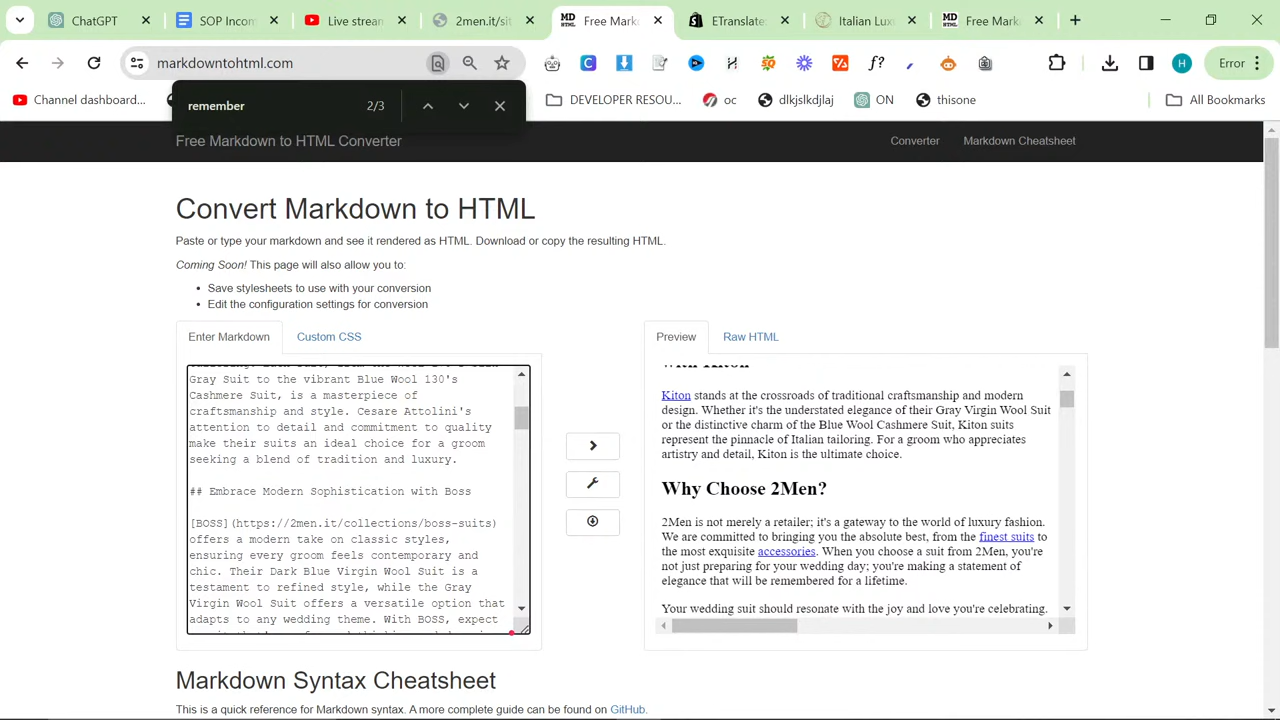 ChatGPT
SOP Incom
Live stream
2men.it/sit
Free Mark
ETranslate
Italian Lux
Free Mark
markdowntohtml.com
Error
Channel dashboard...
DEVELOPER RESOU...
oc
dlkjslkdjlaj
ON
thisone
All Bookmarks
remember 2/3
Free Markdown to HTML Converter
Converter
Markdown Cheatsheet
Convert Markdown to HTML
Paste or type your markdown and see it rendered as HTML. Download or copy the resulting HTML.
Coming Soon! This page will also allow you to:
• Save stylesheets to use with your conversion
• Edit the configuration settings for conversion
Enter Markdown
Custom CSS
Gray Suit to the vibrant Blue Wool 130's
Cashmere Suit, is a masterpiece of
craftsmanship and style. Cesare Attolini's
attention to detail and commitment to quality
make their suits an ideal choice for a groom
seeking a blend of tradition and luxury.
## Embrace Modern Sophistication with Boss
[BOSS](https://2men.it/collections/boss-suits)
offers a modern take on classic styles,
ensuring every groom feels contemporary and
chic. Their Dark Blue Virgin Wool Suit is a
testament to refined style, while the Gray
Virgin Wool Suit offers a versatile option that
adapts to any wedding theme. With BOSS, expect
Preview
Raw HTML
with Kiton
Kiton stands at the crossroads of traditional craftsmanship and modern
design. Whether it's the understated elegance of their Gray Virgin Wool Suit
or the distinctive charm of the Blue Wool Cashmere Suit, Kiton suits
represent the pinnacle of Italian tailoring. For a groom who appreciates
artistry and detail, Kiton is the ultimate choice.
Why Choose 2Men?
2Men is not merely a retailer; it's a gateway to the world of luxury fashion.
We are committed to bringing you the absolute best, from the finest suits to
the most exquisite accessories. When you choose a suit from 2Men, you're
not just preparing for your wedding day; you're making a statement of
elegance that will be remembered for a lifetime.
Your wedding suit should resonate with the joy and love you're celebrating.
Markdown Syntax Cheatsheet
This is a quick reference for Markdown syntax. A more complete guide can be found on GitHub.